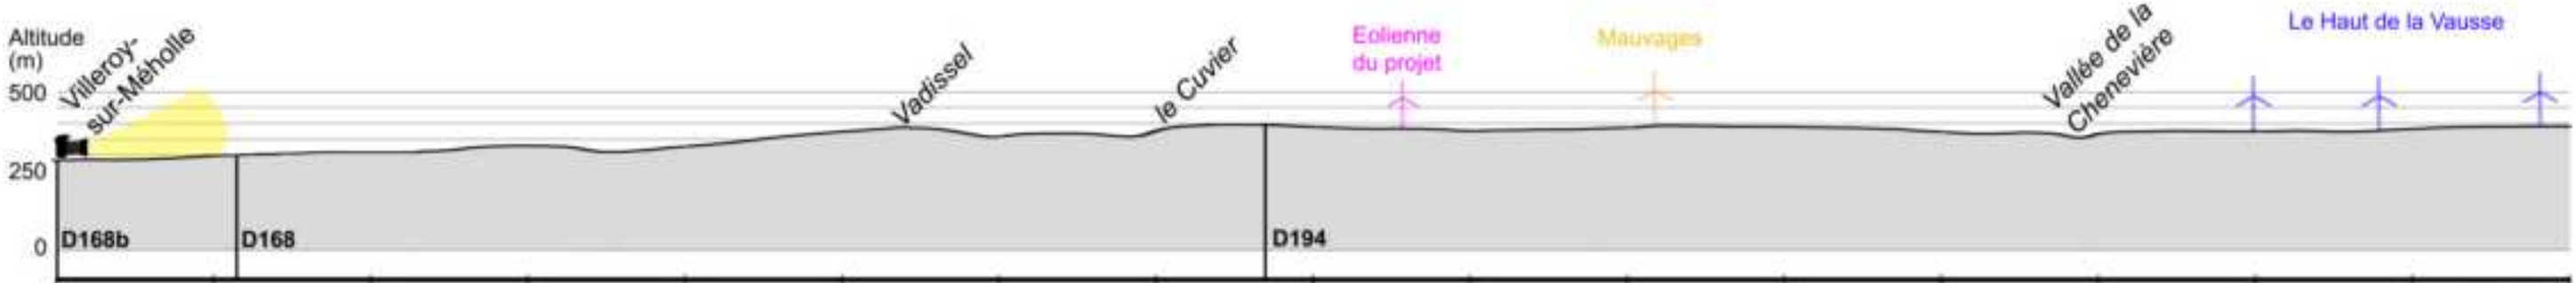 Altitude
(m)
500
250
0
Villeroy-
sur-Méholle
Vadissel
le Cuvier
Eolienne
du projet
Mauvages
Vallée de la
Chenevière
Le Haut de la Vausse
D168b
D168
D194